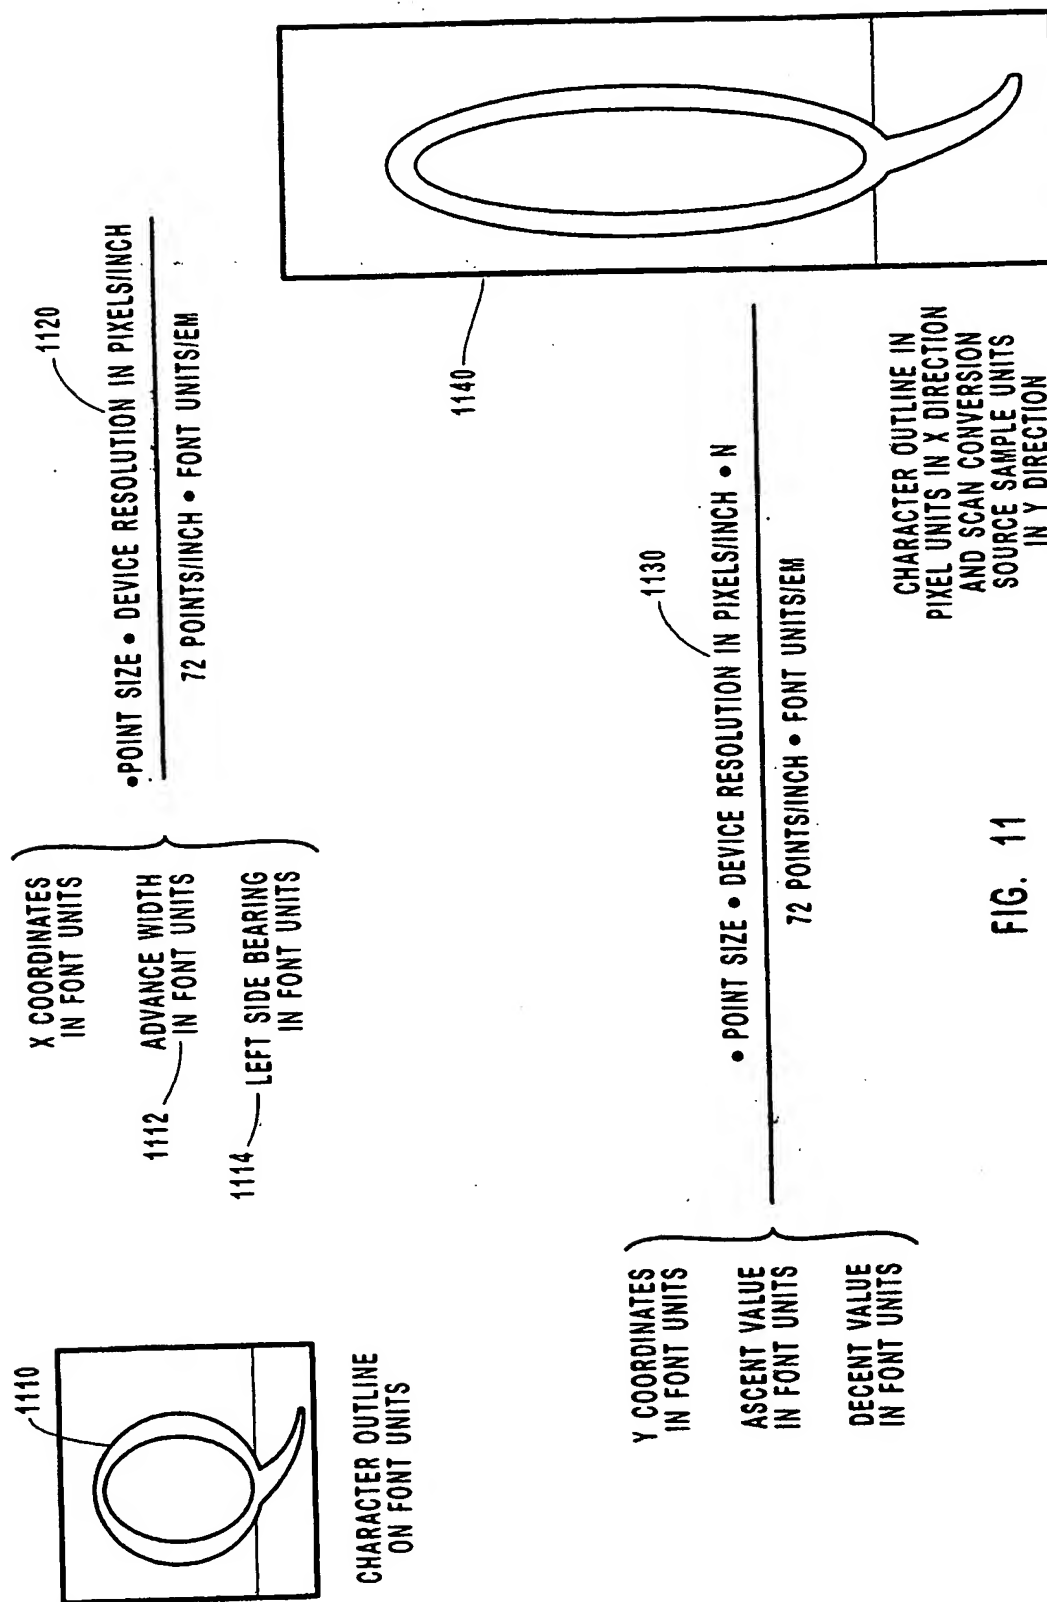 1110
CHARACTER OUTLINE
ON FONT UNITS
X COORDINATES
IN FONT UNITS
ADVANCE WIDTH
1112 IN FONT UNITS
1114 LEFT SIDE BEARING
IN FONT UNITS
1120
•POINT SIZE • DEVICE RESOLUTION IN PIXELS/INCH
72 POINTS/INCH • FONT UNITS/EM
Y COORDINATES
IN FONT UNITS
ASCENT VALUE
IN FONT UNITS
DECENT VALUE
IN FONT UNITS
1130
• POINT SIZE • DEVICE RESOLUTION IN PIXELS/INCH • N
72 POINTS/INCH • FONT UNITS/EM
1140
CHARACTER OUTLINE IN
PIXEL UNITS IN X DIRECTION
AND SCAN CONVERSION
SOURCE SAMPLE UNITS
IN Y DIRECTION
FIG. 11